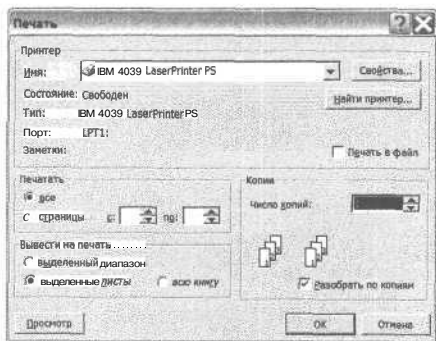 Печать
Принтер
Имя: IBM 4039 LaserPrinter PS Свойства...
Состояние: Свободен Найти принтер...
Тип: IBM 4039 LaserPrinter PS
Порт: LPT1:
Заметки: Печать в файл
Печатать
все
С страницы с: по:
Копии
Число копий:
Вывести на печать........
выделенный диапазон
выделенные листы всю книгу
Разобрать по копиям
Просмотр ОК Отмена